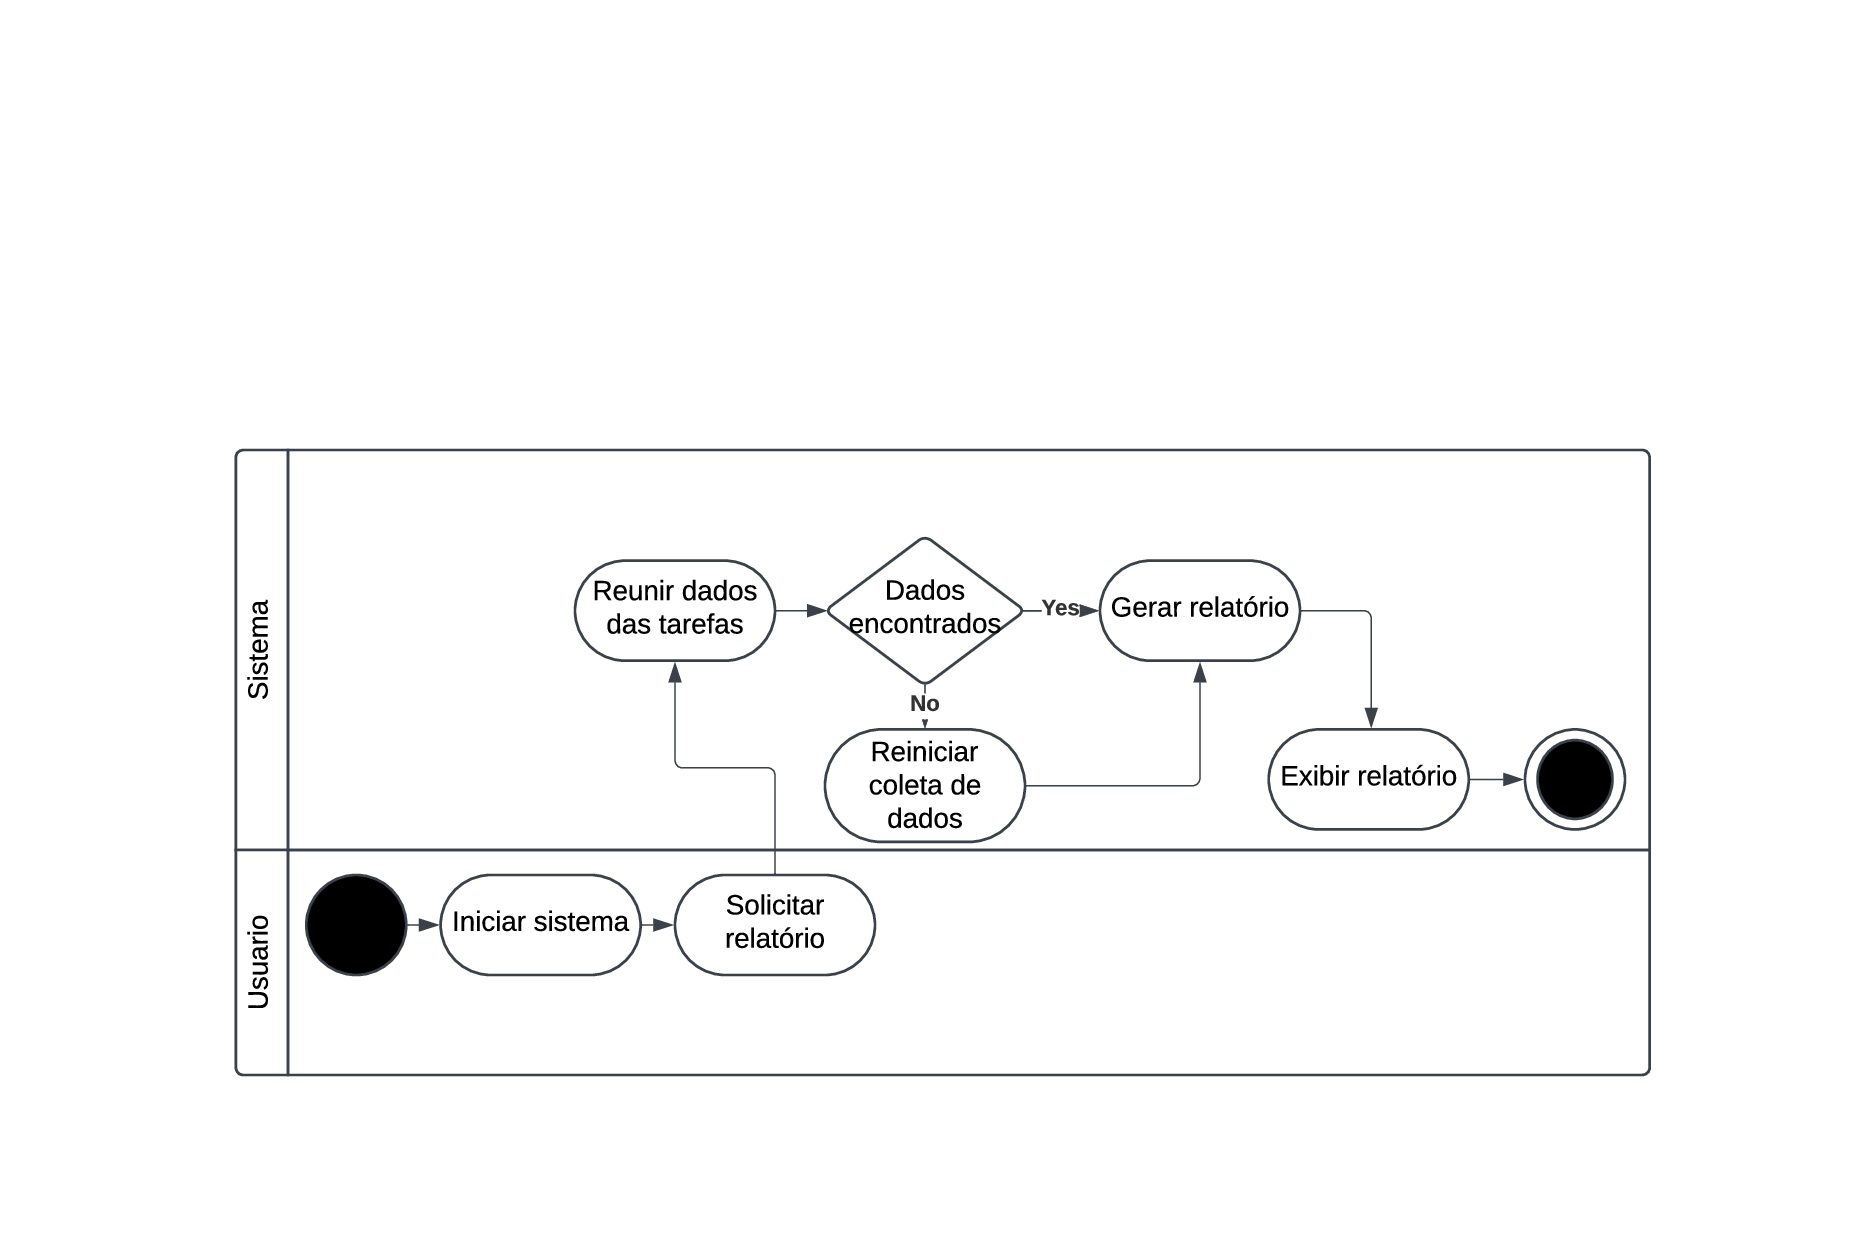 Sistema
Reunir dados
das tarefas
Dados
encontrados
Yes
Gerar relatório
No
Reiniciar
coleta de
dados
Exibir relatório
Usuario
Iniciar sistema
Solicitar
relatório